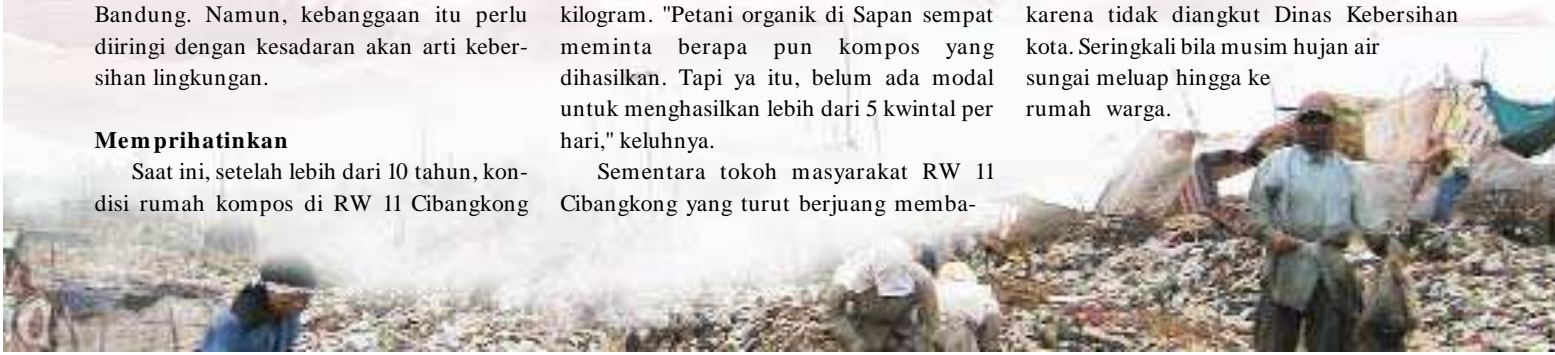 Bandung. Namun, kebanggaan itu perlu
diiringi dengan kesadaran akan arti keber-
sihan lingkungan.
Memprihatinkan
Saat ini, setelah lebih dari 10 tahun, kon-
disi rumah kompos di RW 11 Cibangkong
kilogram. "Petani organik di Sapan sempat
meminta berapa pun kompos yang
dihasilkan. Tapi ya itu, belum ada modal
untuk menghasilkan lebih dari 5 kwintal per
hari," keluhnya.
Sementara tokoh masyarakat RW 11
Cibangkong yang turut berjuang memba-
karena tidak diangkut Dinas Kebersihan
kota. Seringkali bila musim hujan air
sungai meluap hingga ke
rumah warga.